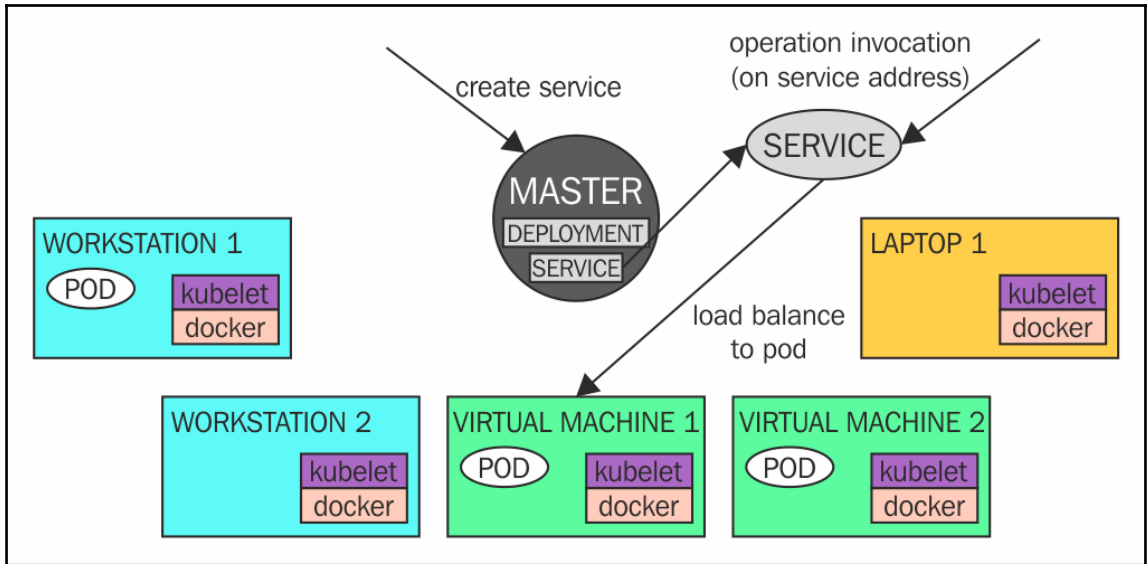 create service
operation invocation
(on service address)
SERVICE
MASTER
DEPLOYMENT
SERVICE
WORKSTATION 1
POD
kubelet
docker
LAPTOP 1
kubelet
docker
load balance
to pod
WORKSTATION 2
kubelet
docker
VIRTUAL MACHINE 1
POD
kubelet
docker
VIRTUAL MACHINE 2
POD
kubelet
docker